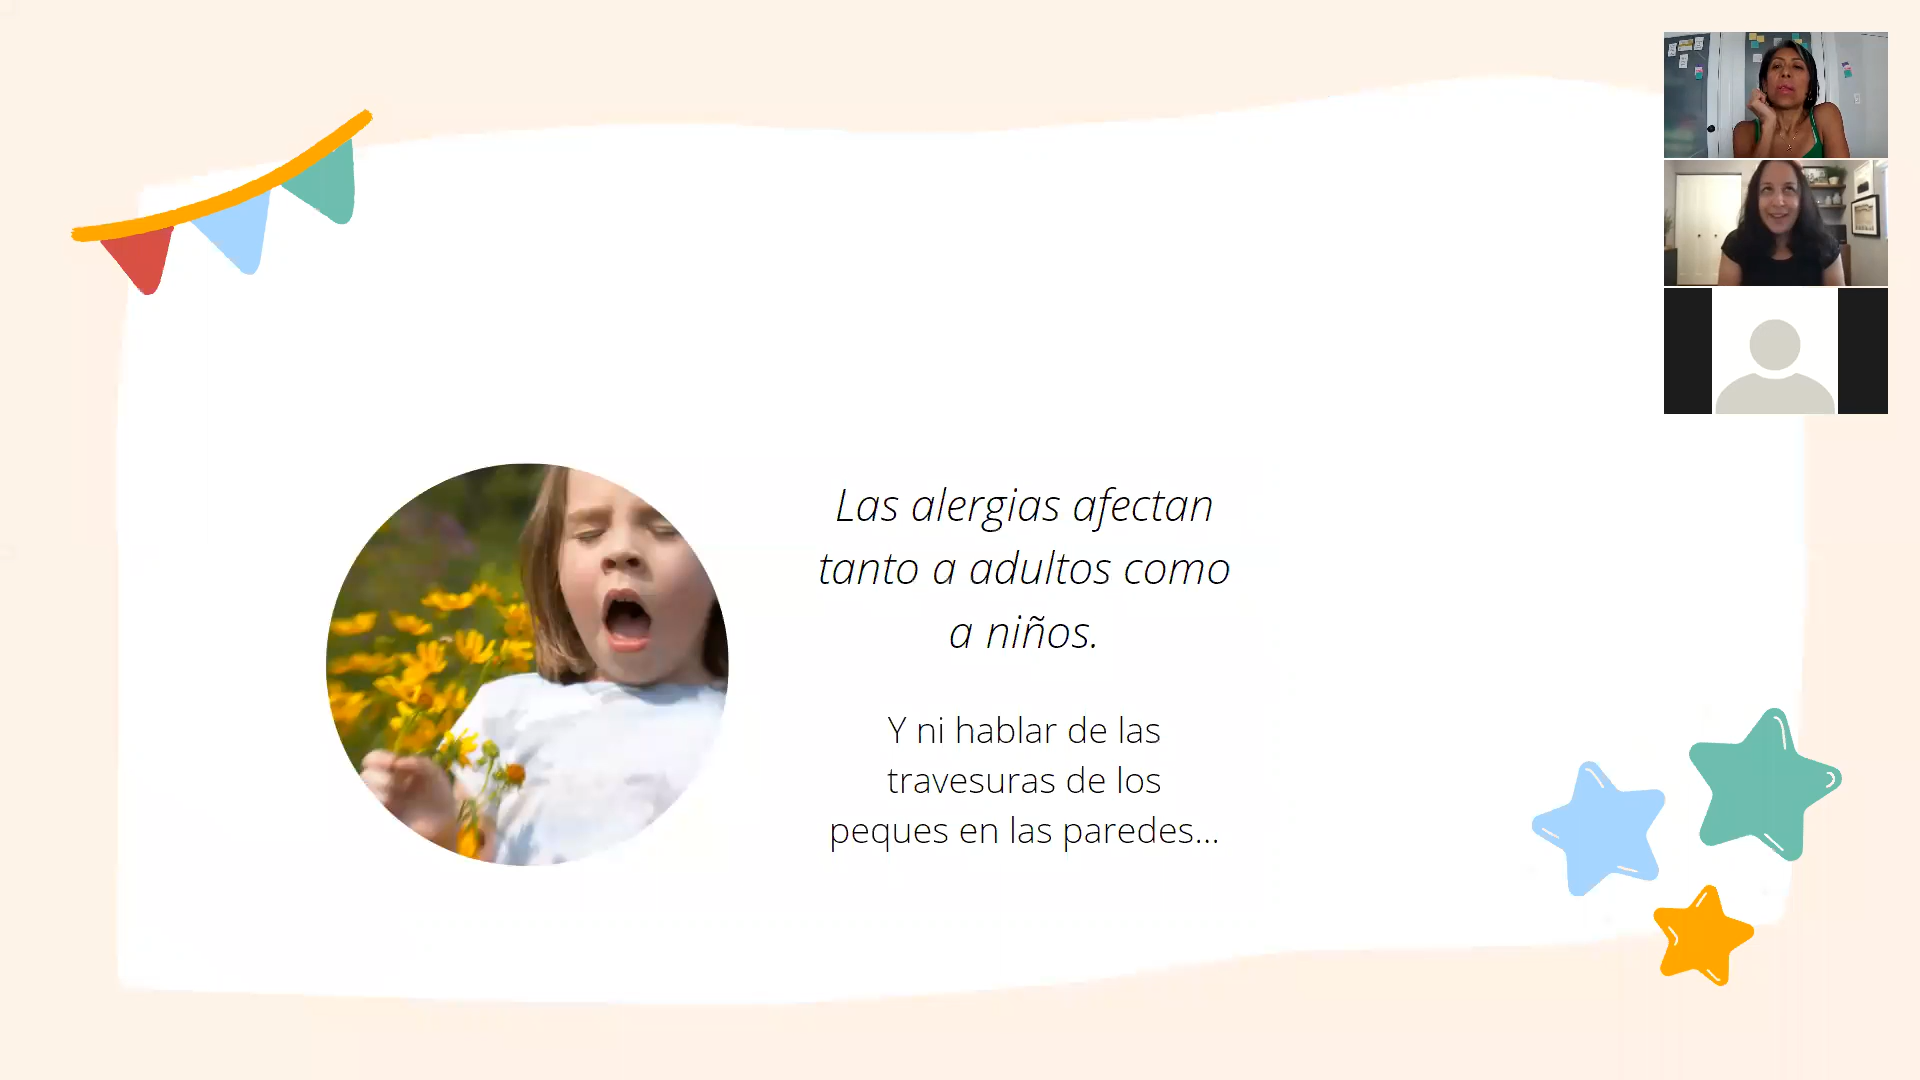 Las alergias afectan
tanto a adultos como
a niños.
Y ni hablar de las
travesuras de los
peques en las paredes...